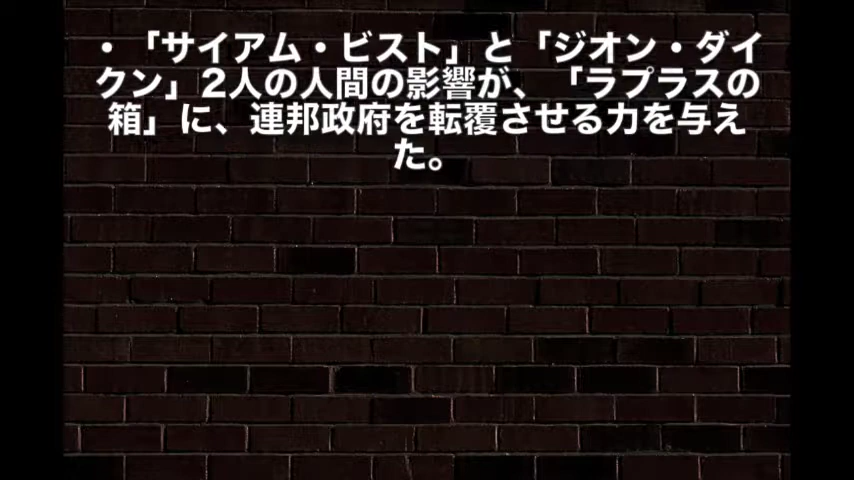 ・「サイアム・ビスト」と「ジオン・ダイ
クン」2人の人間の影響が、「ラプラスの
箱」に、連邦政府を転覆させる力を与え
た。